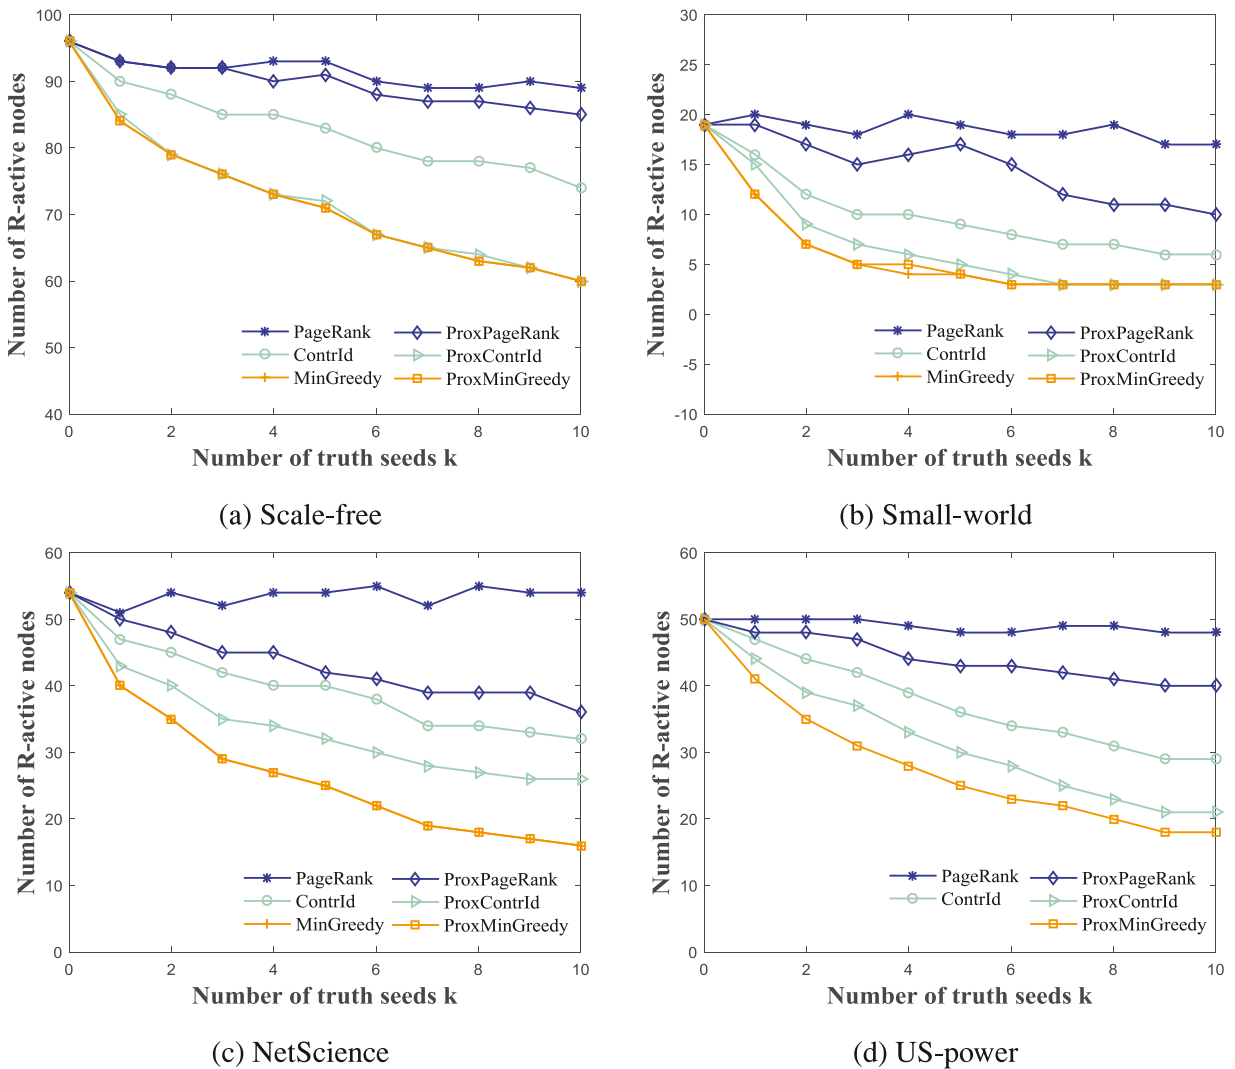 100
90
80
70
60
50
40
0 2 4 6 8 10
Number of R-active nodes
Number of truth seeds k
PageRank ProxPageRank
ContrId ProxContrId
MinGreedy ProxMinGreedy
(a) Scale-free
30
25
20
15
10
5
0
-5
-10
0 2 4 6 8 10
Number of R-active nodes
Number of truth seeds k
PageRank ProxPageRank
ContrId ProxContrId
MinGreedy ProxMinGreedy
(b) Small-world
60
50
40
30
20
10
0
0 2 4 6 8 10
Number of R-active nodes
Number of truth seeds k
PageRank ProxPageRank
ContrId ProxContrId
MinGreedy ProxMinGreedy
(c) NetScience
60
50
40
30
20
10
0
0 2 4 6 8 10
Number of R-active nodes
Number of truth seeds k
PageRank ProxPageRank
ContrId ProxContrId
ProxMinGreedy
(d) US-power